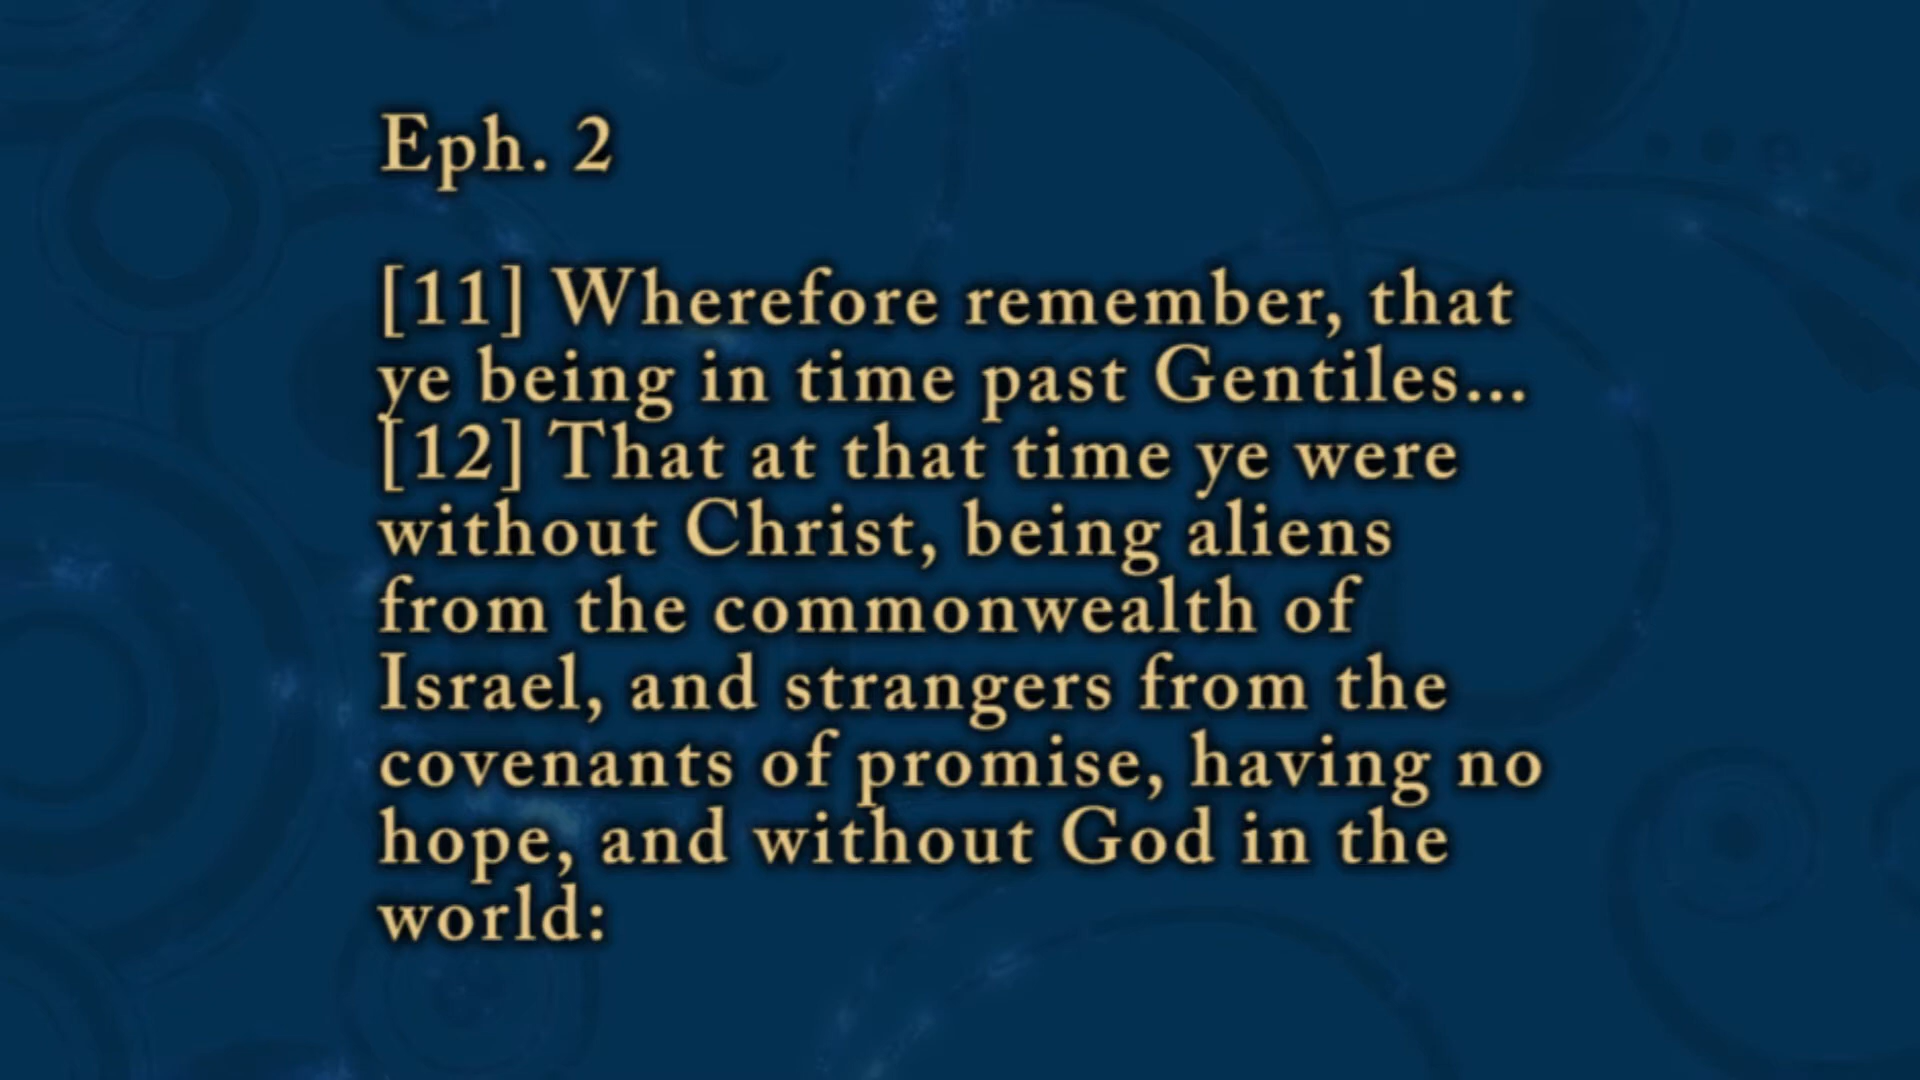 Eph. 2
[11] Wherefore remember, that
ye being in time past Gentiles...
[12] That at that time ye were
without Christ, being aliens
from the commonwealth of
Israel, and strangers from the
covenants of promise, having no
hope, and without God in the
world: